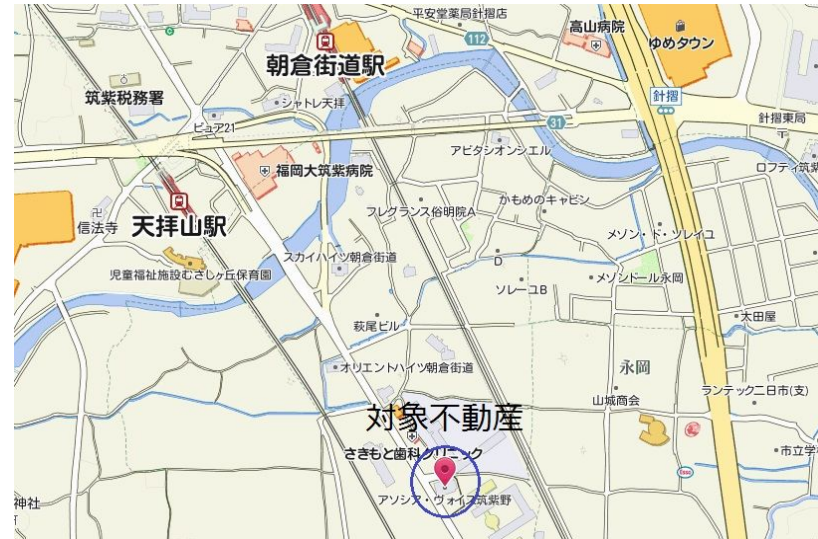 平安堂薬局針摺店
高山病院
ゆめタウン
112
朝倉街道駅
筑紫税務署
シャトレ天拝
針摺
ピュア21
31
針摺東局
アビタシオンシエル
福岡大筑紫病院
ロフティ筑紫
かもめのキャビン
フレグランス俗明院A
信法寺
天拝山駅
メゾン・ド・ソレイユ
スカイハイツ朝倉街道
D
児童福祉施設むさしヶ丘保育園
ソレーユB
メゾンドール永岡
萩尾ビル
太田屋
オリエントハイツ朝倉街道
永岡
ランテック二日市(支)
山城商会
対象不動産
さきもと歯科クリニック
市立学
Esso
アソシア・ヴォイス筑紫野
神社